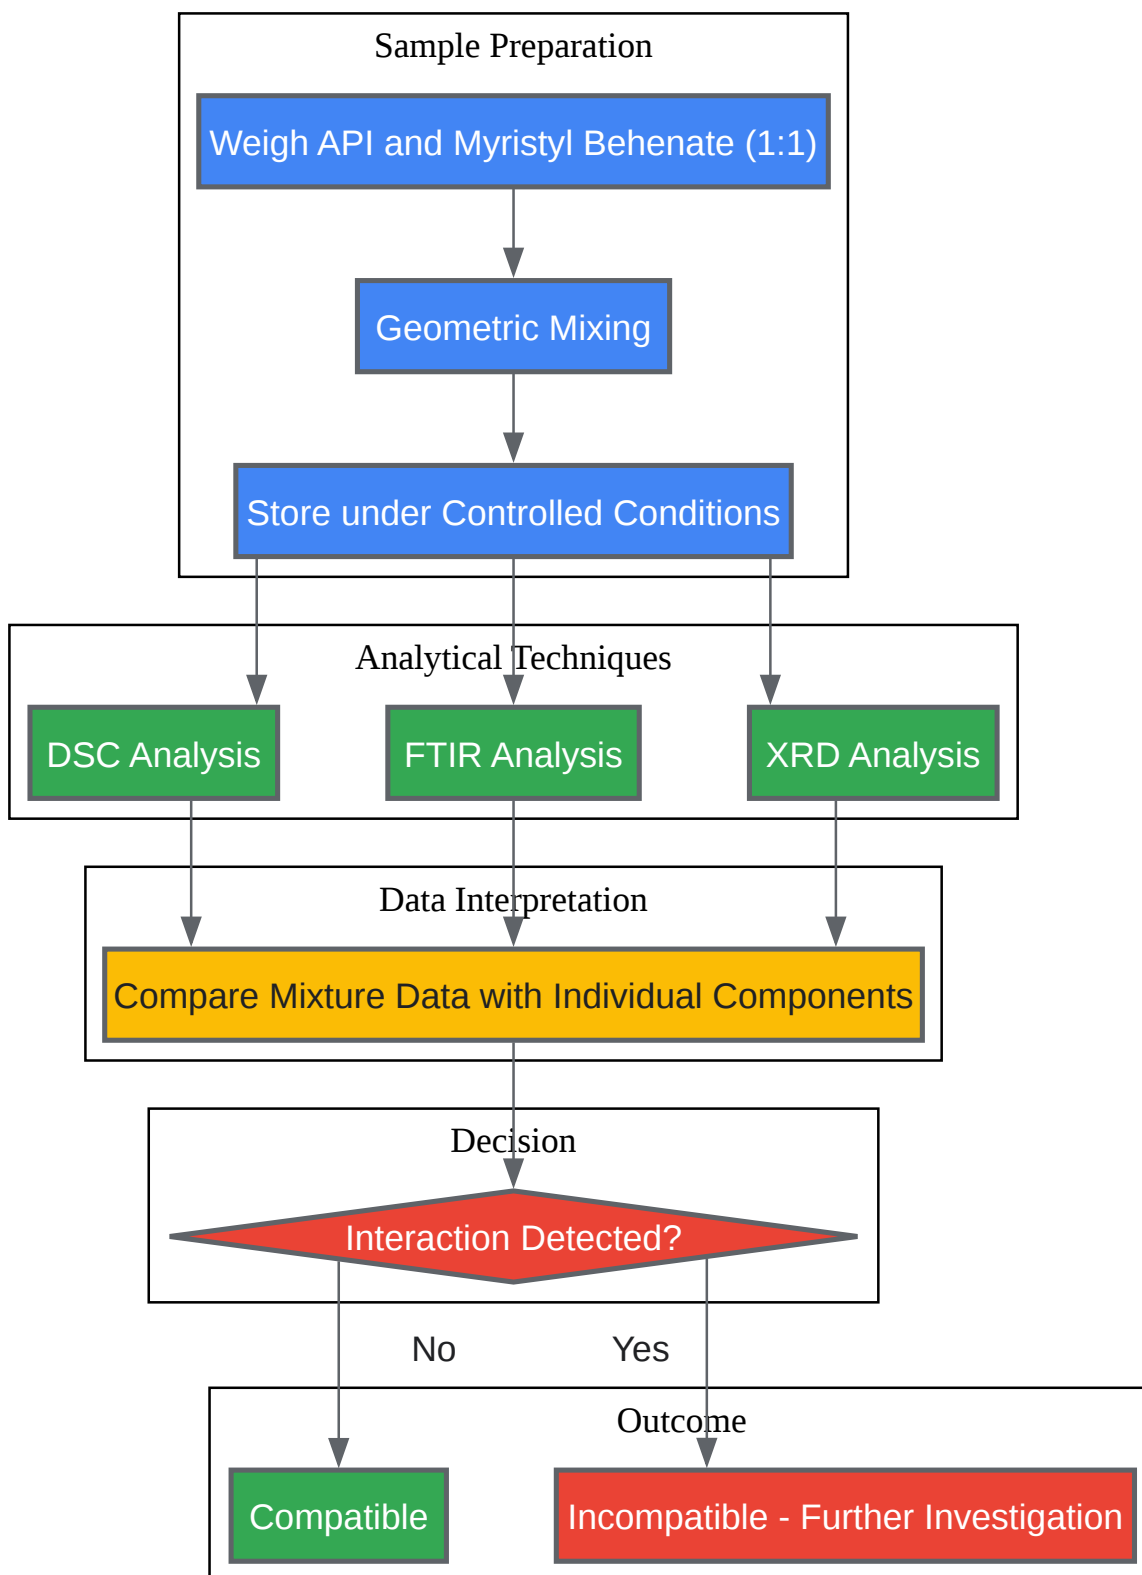 Sample Preparation
Weigh API and Myristyl Behenate (1:1)
Geometric Mixing
Store under Controlled Conditions
Analytical Techniques
DSC Analysis
FTIR Analysis
XRD Analysis
Data Interpretation
Compare Mixture Data with Individual Components
Decision
Interaction Detected?
No
Yes
Outcome
Compatible
Incompatible - Further Investigation